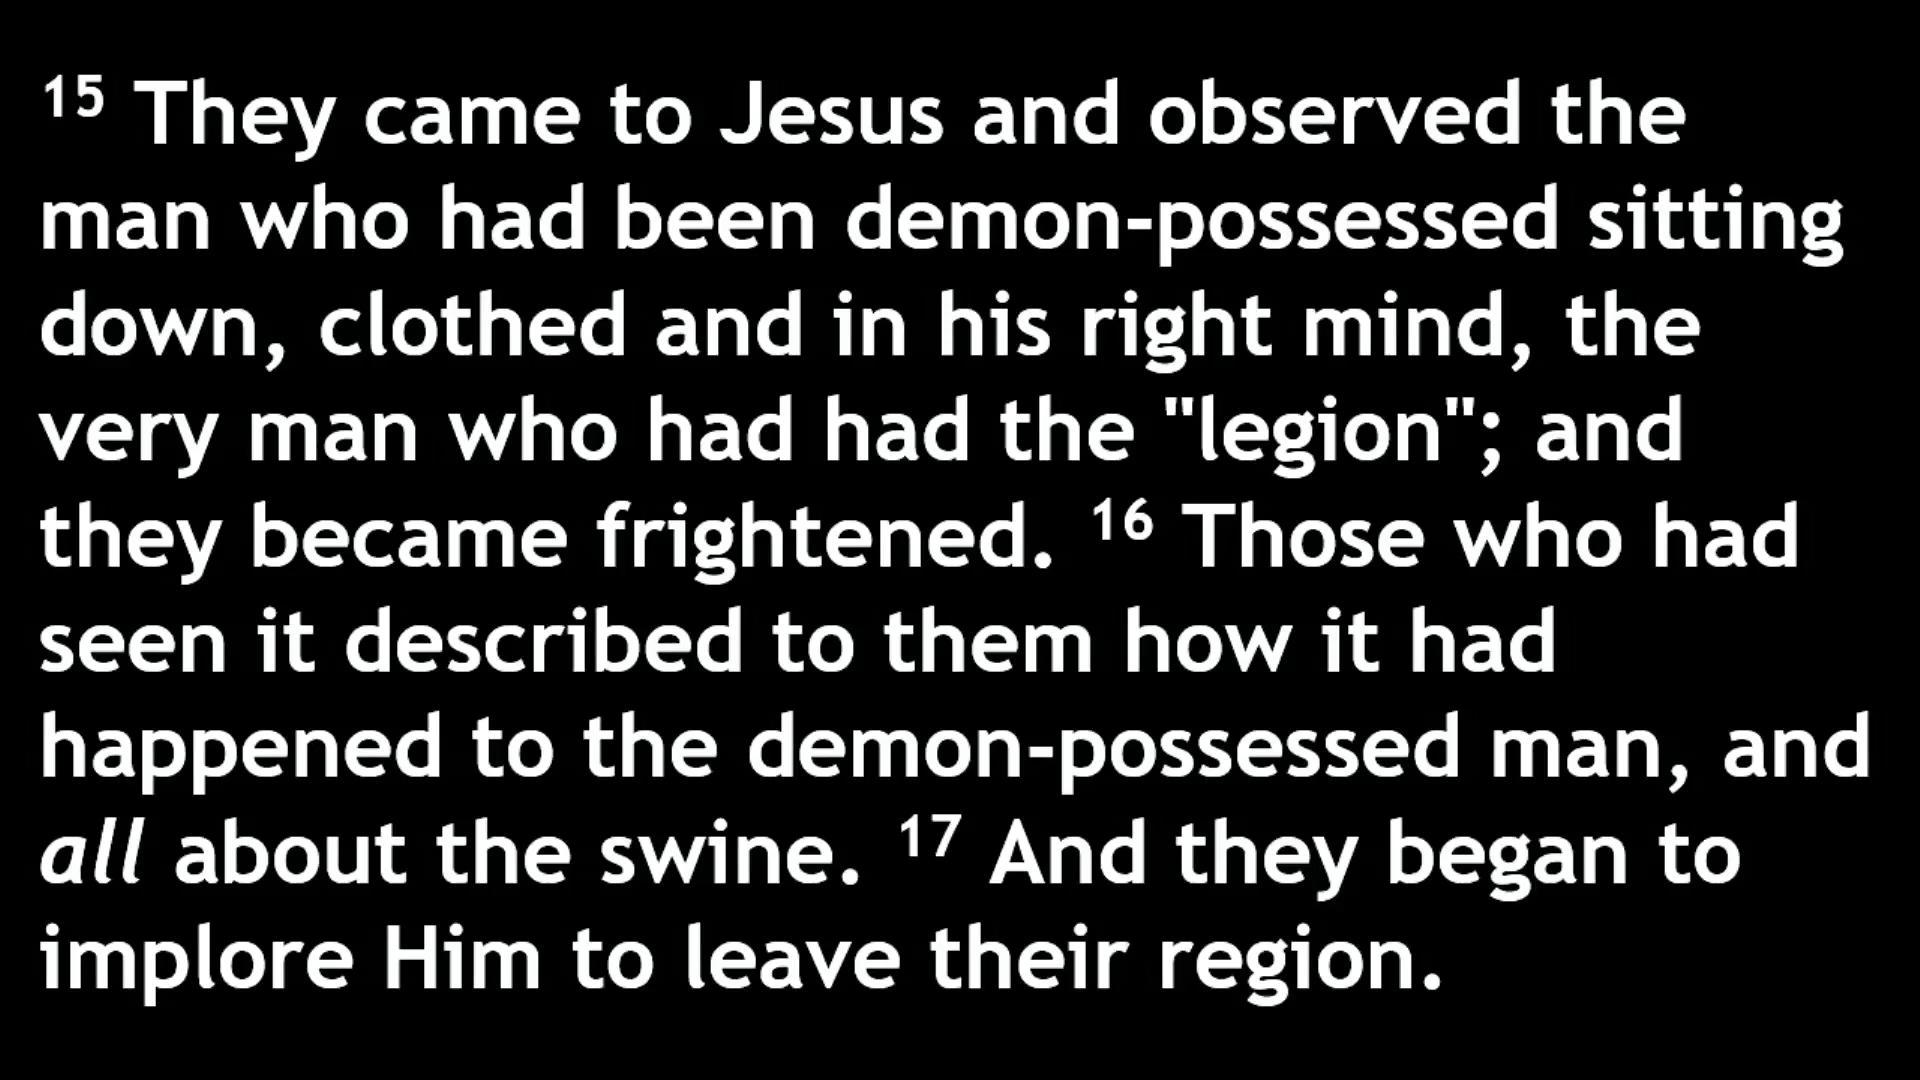 15 They came to Jesus and observed the
man who had been demon-possessed sitting
down, clothed and in his right mind, the
very man who had had the "legion"; and
they became frightened. 16 Those who had
seen it described to them how it had
happened to the demon-possessed man, and
all about the swine. 17 And they began to
implore Him to leave their region.